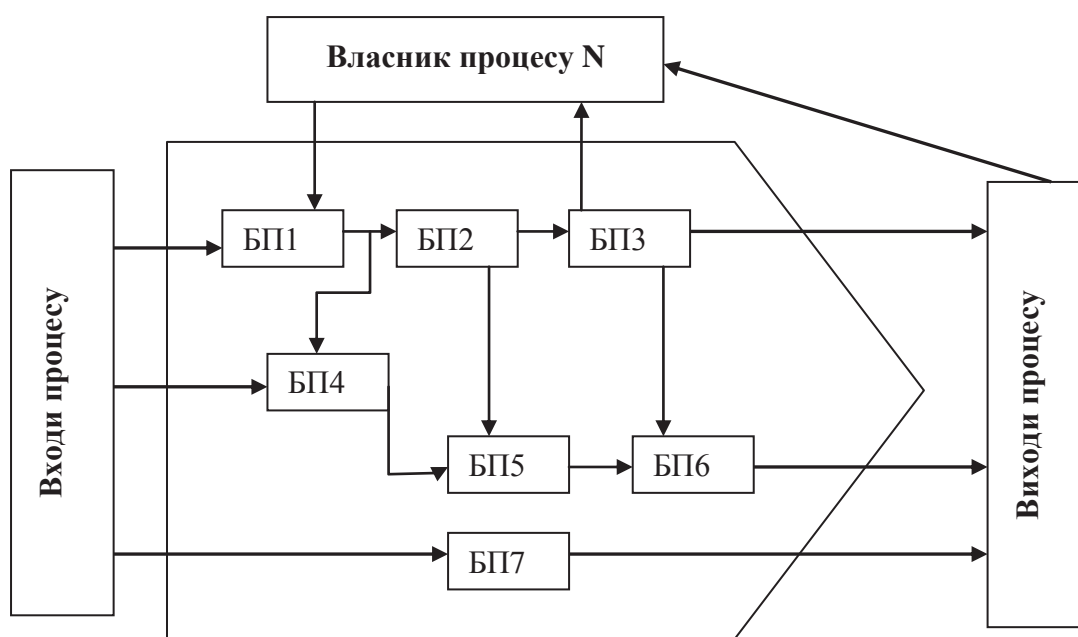 Власник процесу N
Входи процесу
БП1
БП2
БП3
БП4
БП5
БП6
БП7
Виходи процесу